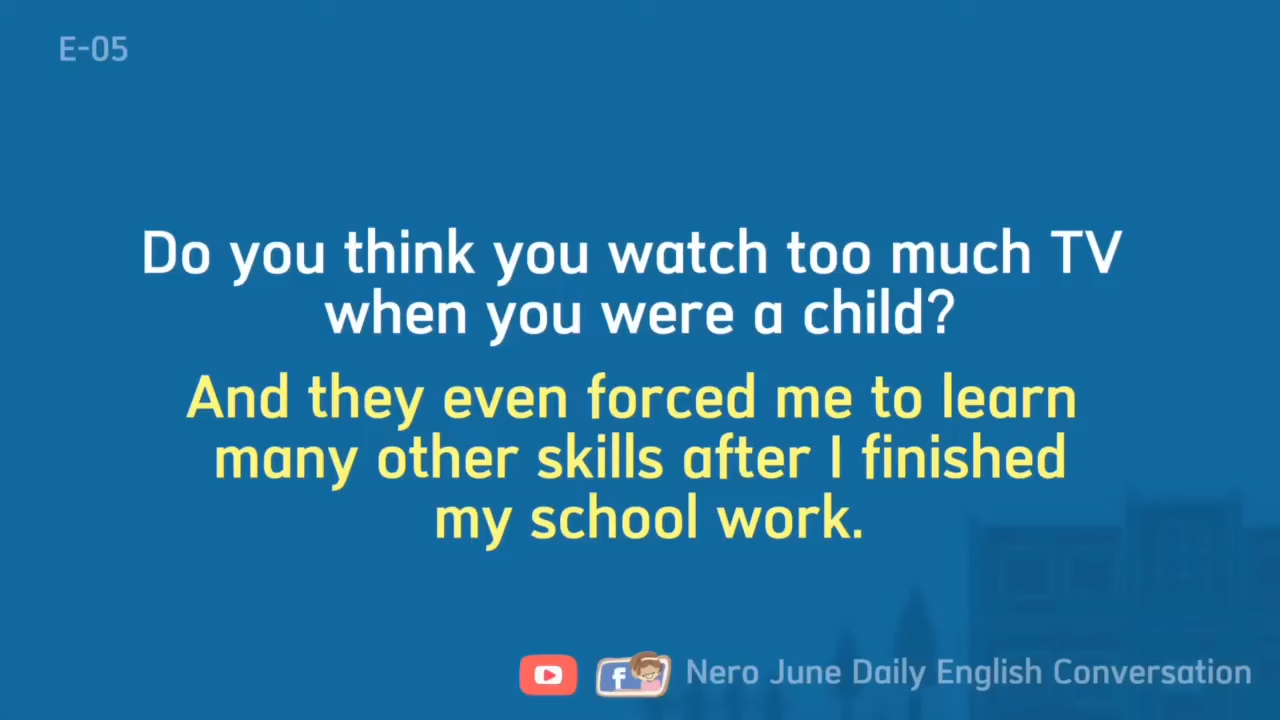 E-05
Do you think you watch too much TV
when you were a child?
And they even forced me to learn
many other skills after I finished
my school work.
f
Nero June Daily English Conversation